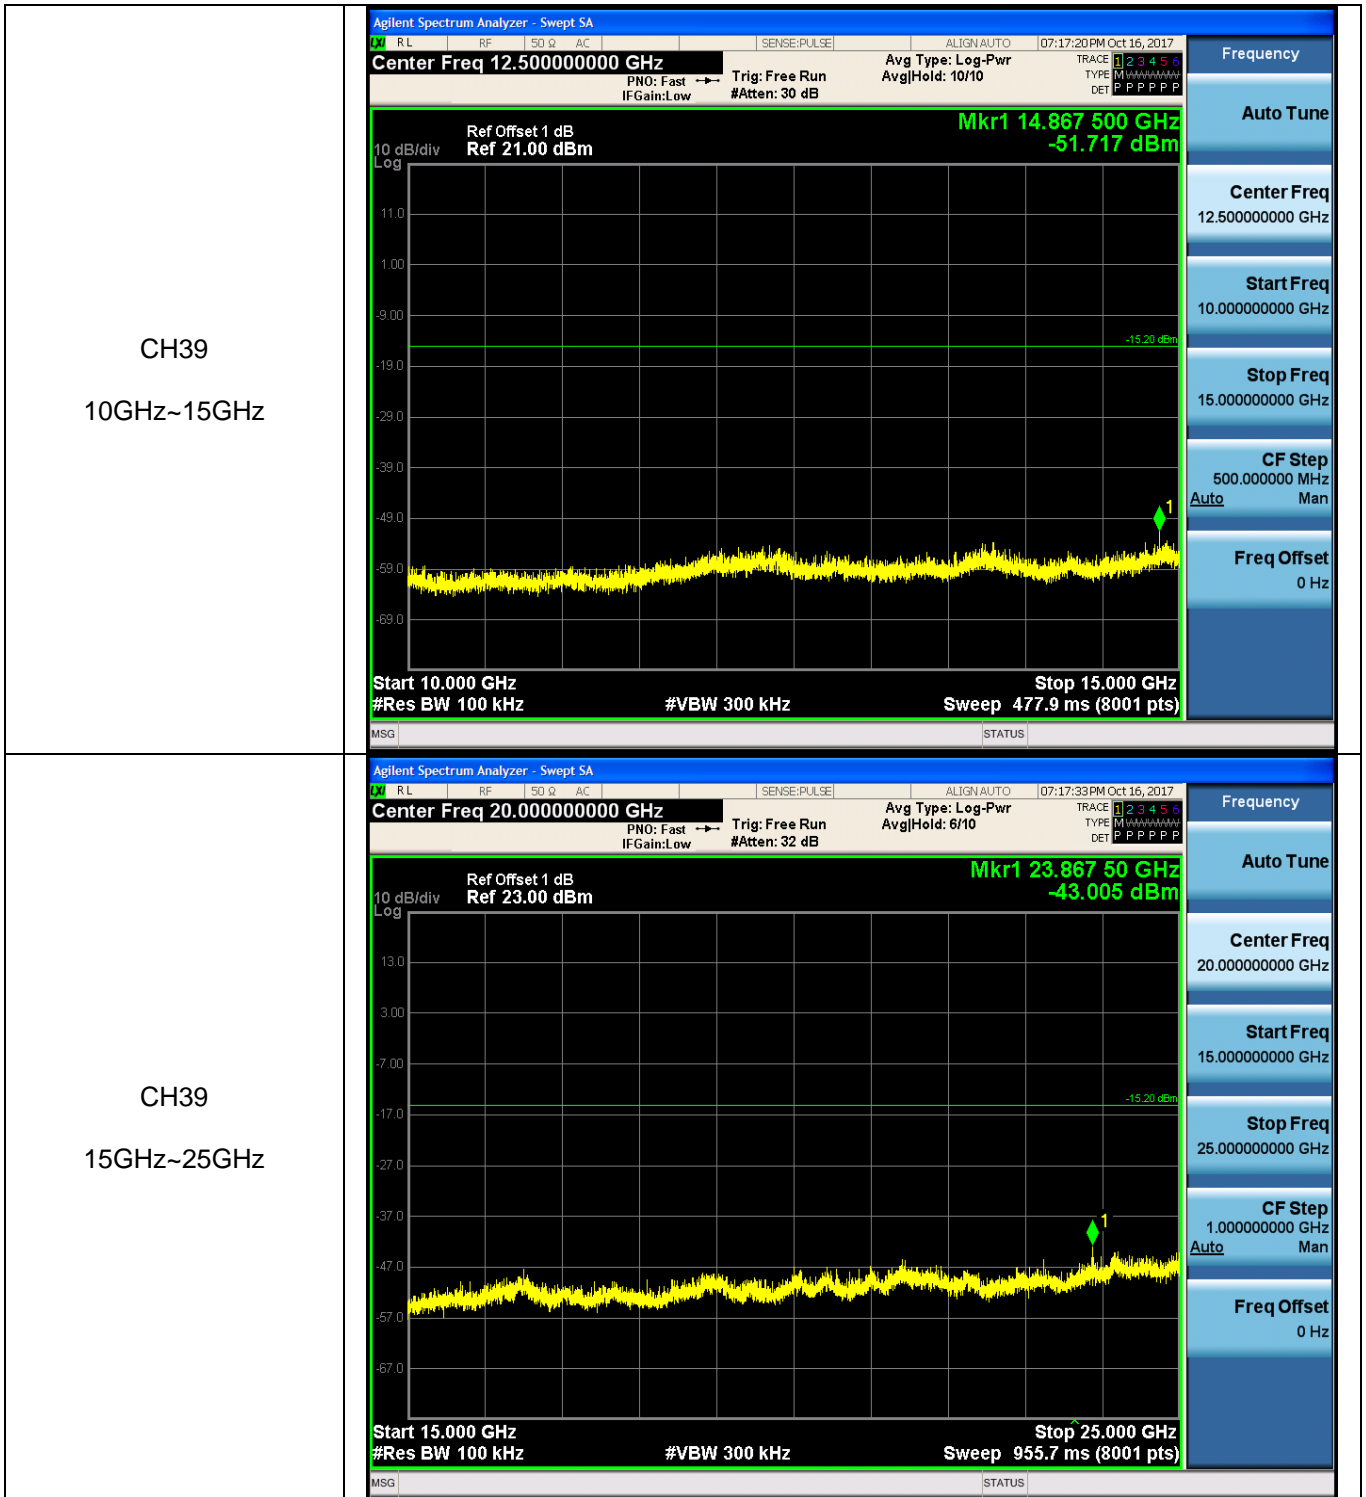 CH39
10GHz~15GHz
Agilent Spectrum Analyzer - Swept SA
LXI RL RF 50 Ω AC SENSE:PULSE ALIGN AUTO 07:17:20 PM Oct 16, 2017
Center Freq 12.500000000 GHz
PNO: Fast
IFGain:Low
Trig: Free Run
#Atten: 30 dB
Avg Type: Log-Pwr
Avg|Hold: 10/10
TRACE 1 2 3 4 5 6
TYPE M WWWWW
DET P P P P P P
Frequency
Auto Tune
Center Freq
12.500000000 GHz
Start Freq
10.000000000 GHz
Stop Freq
15.000000000 GHz
CF Step
500.000000 MHz
Auto Man
Freq Offset
0 Hz
Mkr1 14.867 500 GHz
-51.717 dBm
Ref Offset 1 dB
10 dB/div Ref 21.00 dBm
Log
11.0
1.00
-9.00
-15.20 dBm
-19.0
-29.0
-39.0
-49.0
1
-59.0
-69.0
Start 10.000 GHz Stop 15.000 GHz
#Res BW 100 kHz #VBW 300 kHz Sweep 477.9 ms (8001 pts)
MSG STATUS
CH39
15GHz~25GHz
Agilent Spectrum Analyzer - Swept SA
LXI RL RF 50 Ω AC SENSE:PULSE ALIGN AUTO 07:17:33 PM Oct 16, 2017
Center Freq 20.000000000 GHz
PNO: Fast
IFGain:Low
Trig: Free Run
#Atten: 32 dB
Avg Type: Log-Pwr
Avg|Hold: 6/10
TRACE 1 2 3 4 5 6
TYPE M WWWWW
DET P P P P P P
Frequency
Auto Tune
Center Freq
20.000000000 GHz
Start Freq
15.000000000 GHz
Stop Freq
25.000000000 GHz
CF Step
1.000000000 GHz
Auto Man
Freq Offset
0 Hz
Mkr1 23.867 50 GHz
-43.005 dBm
Ref Offset 1 dB
10 dB/div Ref 23.00 dBm
Log
13.0
3.00
-7.00
-15.20 dBm
-17.0
-27.0
-37.0
1
-47.0
-57.0
-67.0
Start 15.000 GHz Stop 25.000 GHz
#Res BW 100 kHz #VBW 300 kHz Sweep 955.7 ms (8001 pts)
MSG STATUS